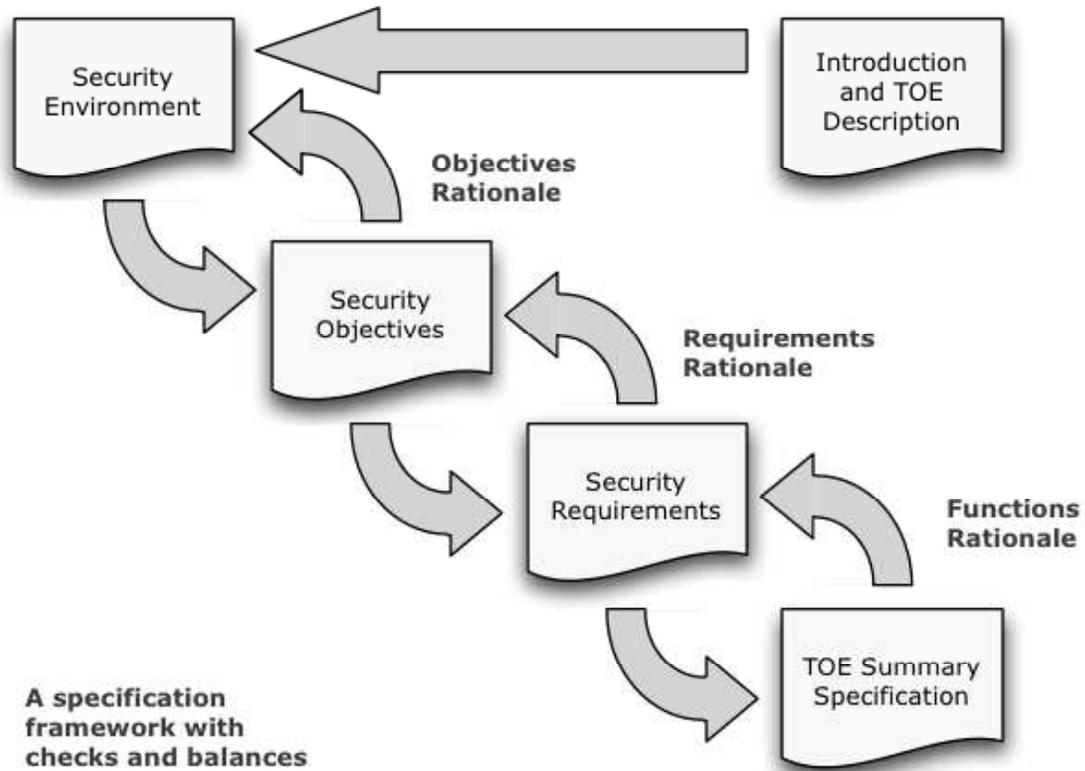 Security
Environment
Introduction
and TOE
Description
Objectives
Rationale
Security
Objectives
Requirements
Rationale
Security
Requirements
Functions
Rationale
TOE Summary
Specification
A specification
framework with
checks and balances